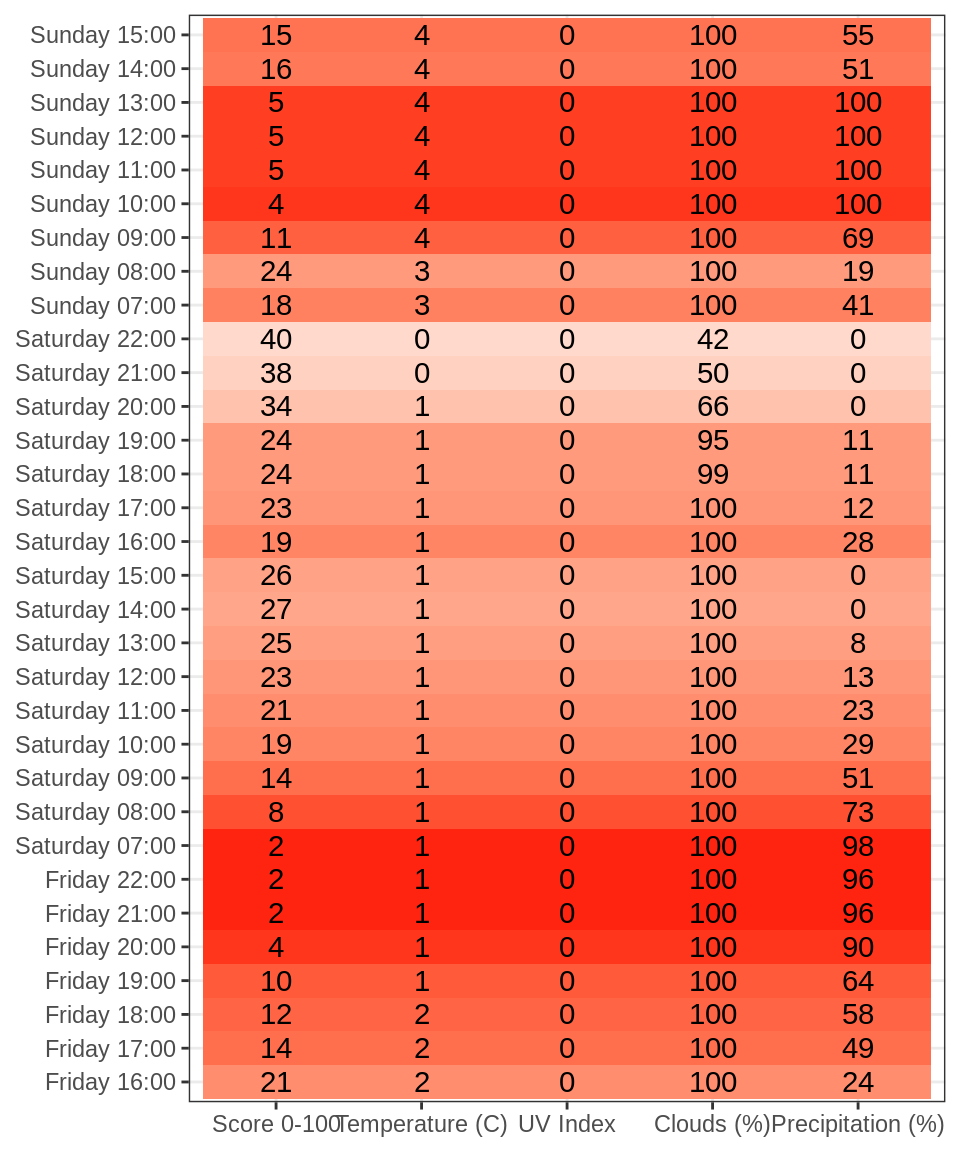 Sunday 15:00 15 4 0 100 55
Sunday 14:00 16 4 0 100 51
Sunday 13:00 5 4 0 100 100
Sunday 12:00 5 4 0 100 100
Sunday 11:00 5 4 0 100 100
Sunday 10:00 4 4 0 100 100
Sunday 09:00 11 4 0 100 69
Sunday 08:00 24 3 0 100 19
Sunday 07:00 18 3 0 100 41
Saturday 22:00 40 0 0 42 0
Saturday 21:00 38 0 0 50 0
Saturday 20:00 34 1 0 66 0
Saturday 19:00 24 1 0 95 11
Saturday 18:00 24 1 0 99 11
Saturday 17:00 23 1 0 100 12
Saturday 16:00 19 1 0 100 28
Saturday 15:00 26 1 0 100 0
Saturday 14:00 27 1 0 100 0
Saturday 13:00 25 1 0 100 8
Saturday 12:00 23 1 0 100 13
Saturday 11:00 21 1 0 100 23
Saturday 10:00 19 1 0 100 29
Saturday 09:00 14 1 0 100 51
Saturday 08:00 8 1 0 100 73
Saturday 07:00 2 1 0 100 98
Friday 22:00 2 1 0 100 96
Friday 21:00 2 1 0 100 96
Friday 20:00 4 1 0 100 90
Friday 19:00 10 1 0 100 64
Friday 18:00 12 2 0 100 58
Friday 17:00 14 2 0 100 49
Friday 16:00 21 2 0 100 24
Score 0-100 Temperature (C) UV Index Clouds (%) Precipitation (%)